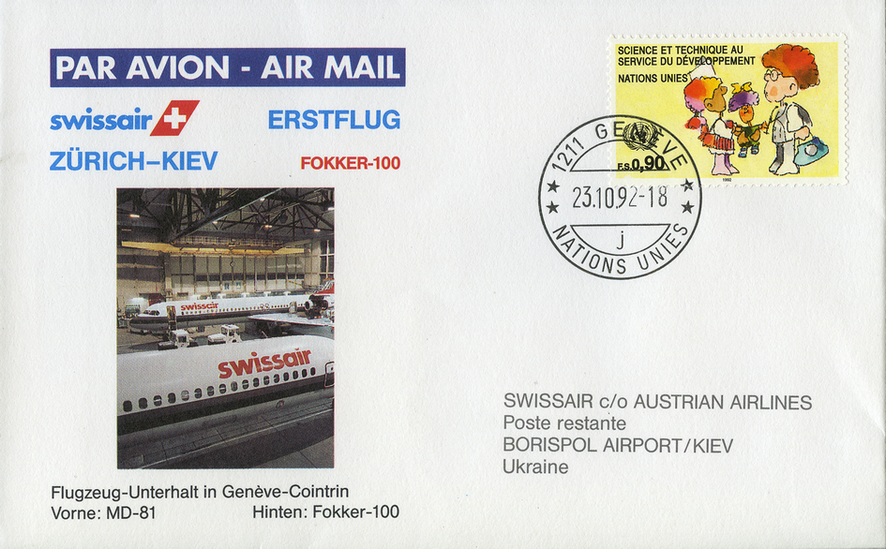 PAR AVION - AIR MAIL
swissair ERSTFLUG
ZÜRICH–KIEV FOKKER-100
SCIENCE ET TECHNIQUE AU
SERVICE DU DÉVELOPPEMENT
NATIONS UNIES
F.S. 0,90
1992
1211 GENÈVE
23.10.92-18
j
NATIONS UNIES
swissair
swissair
SWISSAIR c/o AUSTRIAN AIRLINES
Poste restante
BORISPOL AIRPORT/KIEV
Ukraine
Flugzeug-Unterhalt in Genève-Cointrin
Vorne: MD-81 Hinten: Fokker-100